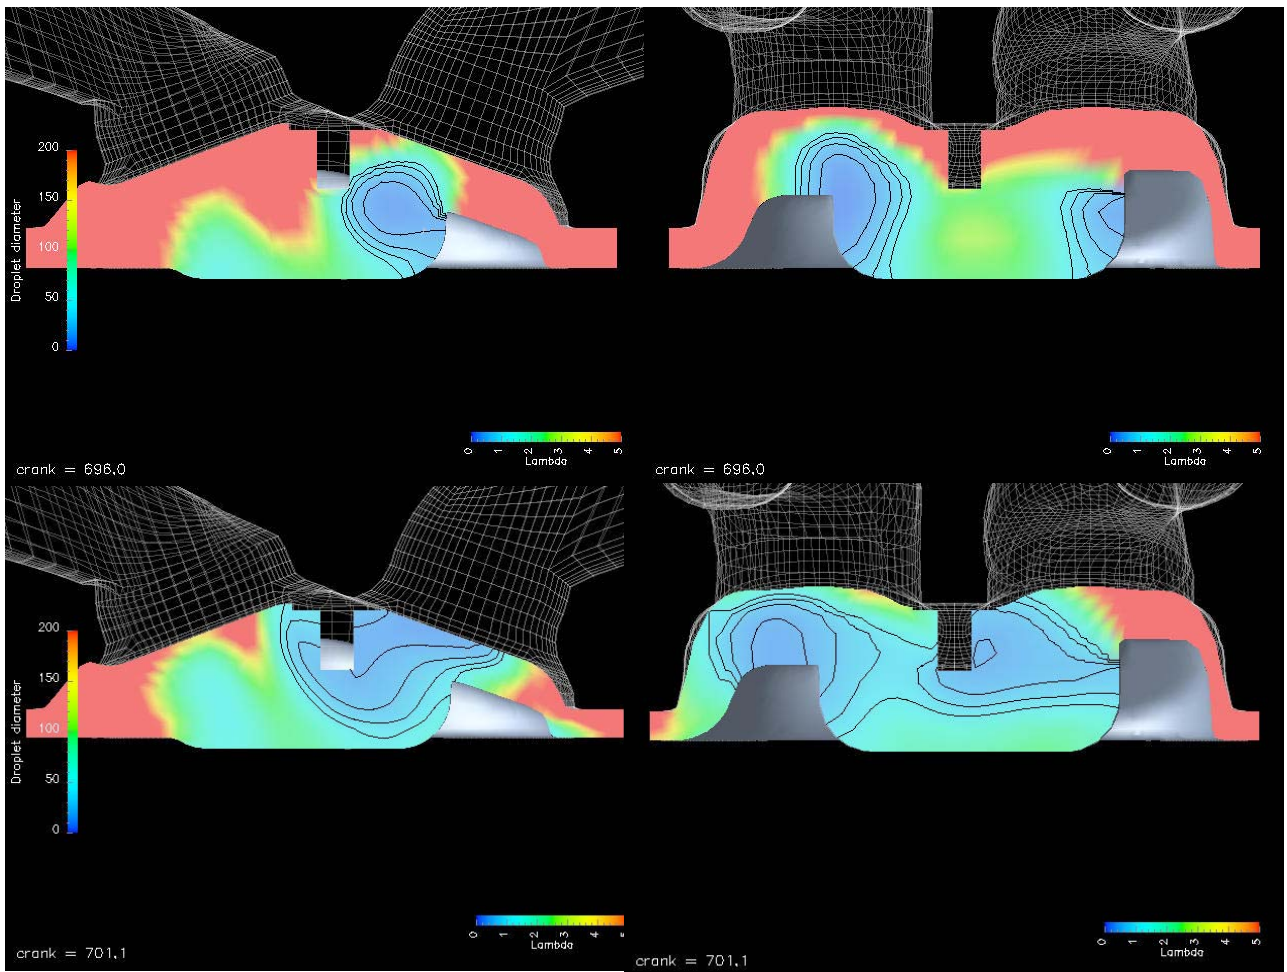 200
150
100
50
0
Droplet diameter
0 1 2 3 4 5
Lambda
crank = 696.0
0 1 2 3 4 5
Lambda
crank = 696.0
200
150
100
50
0
Droplet diameter
0 1 2 3 4 5
Lambda
crank = 701.1
0 1 2 3 4 5
Lambda
crank = 701.1